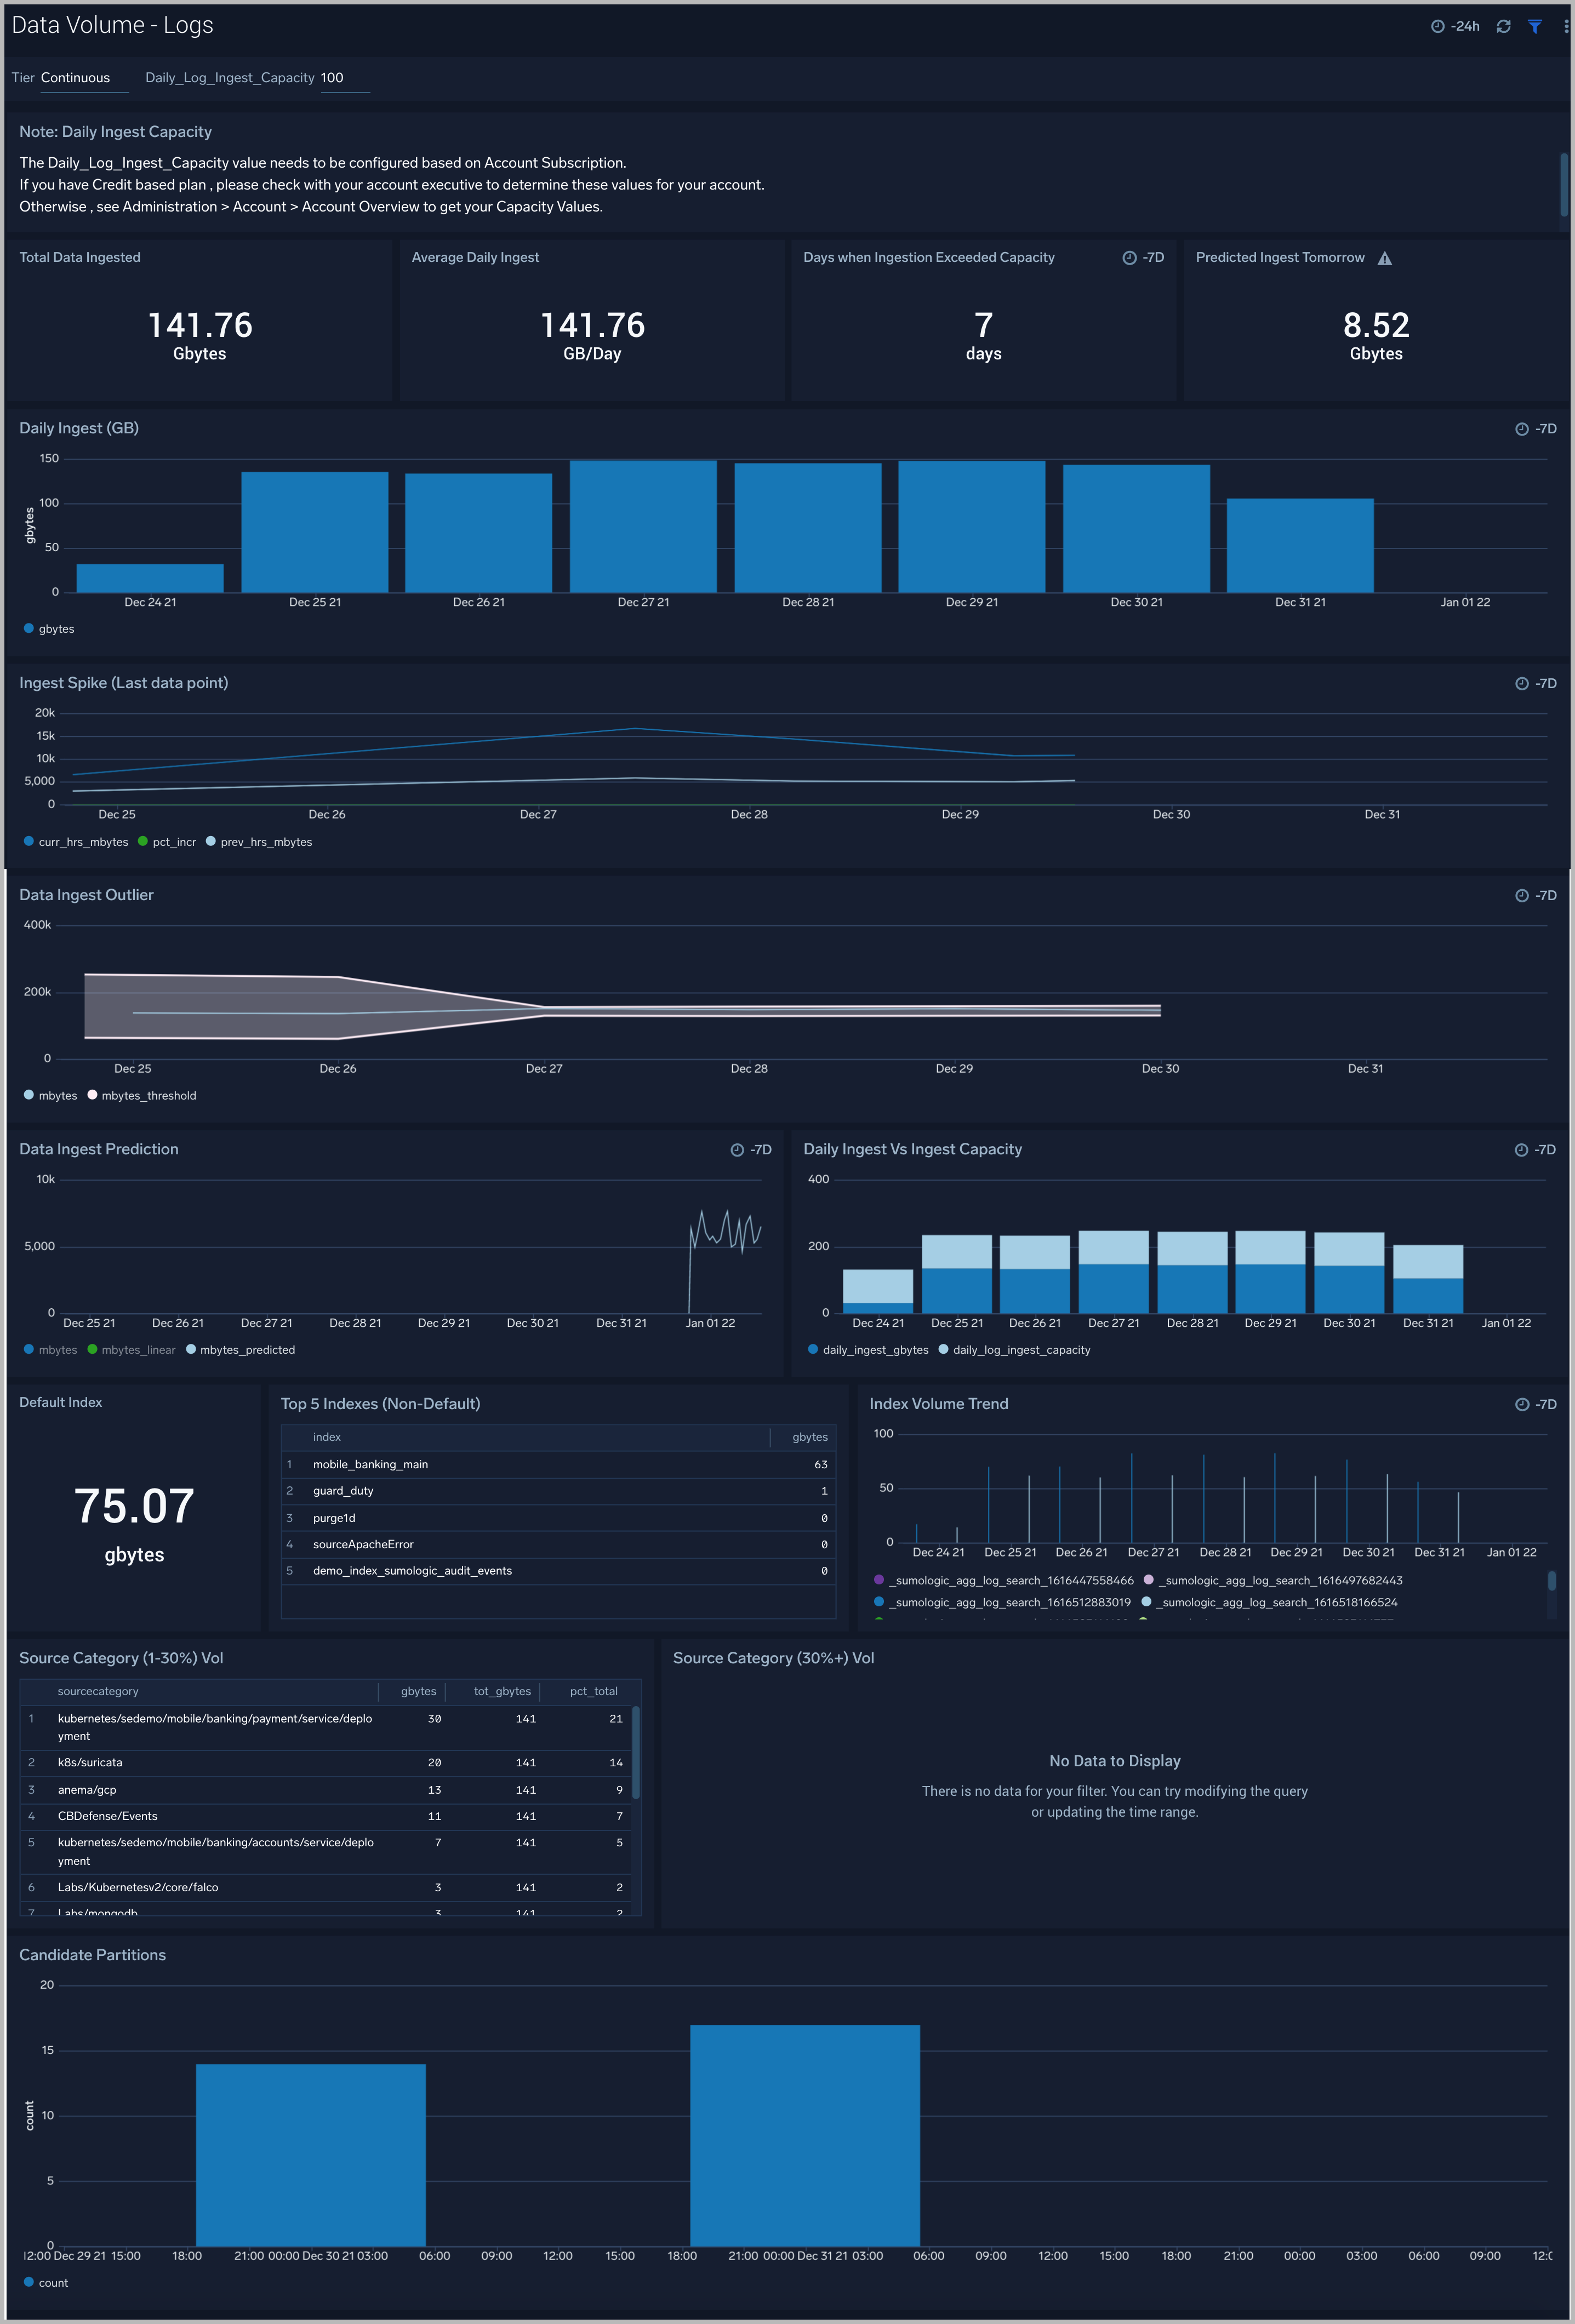 Data Volume - Logs
-24h
Tier Continuous Daily_Log_Ingest_Capacity 100
Note: Daily Ingest Capacity
The Daily_Log_Ingest_Capacity value needs to be configured based on Account Subscription.
If you have Credit based plan , please check with your account executive to determine these values for your account.
Otherwise , see Administration > Account > Account Overview to get your Capacity Values.
Total Data Ingested
141.76
Gbytes
Average Daily Ingest
141.76
GB/Day
Days when Ingestion Exceeded Capacity -7D
7
days
Predicted Ingest Tomorrow
8.52
Gbytes
Daily Ingest (GB) -7D
150
100
50
0
gbytes
Dec 24 21 Dec 25 21 Dec 26 21 Dec 27 21 Dec 28 21 Dec 29 21 Dec 30 21 Dec 31 21 Jan 01 22
gbytes
Ingest Spike (Last data point) -7D
20k
15k
10k
5,000
0
Dec 25 Dec 26 Dec 27 Dec 28 Dec 29 Dec 30 Dec 31
curr_hrs_mbytes pct_incr prev_hrs_mbytes
Data Ingest Outlier -7D
400k
200k
0
Dec 25 Dec 26 Dec 27 Dec 28 Dec 29 Dec 30 Dec 31
mbytes mbytes_threshold
Data Ingest Prediction -7D
10k
5,000
0
Dec 25 21 Dec 26 21 Dec 27 21 Dec 28 21 Dec 29 21 Dec 30 21 Dec 31 21 Jan 01 22
mbytes mbytes_linear mbytes_predicted
Daily Ingest Vs Ingest Capacity -7D
400
200
0
Dec 24 21 Dec 25 21 Dec 26 21 Dec 27 21 Dec 28 21 Dec 29 21 Dec 30 21 Dec 31 21 Jan 01 22
daily_ingest_gbytes daily_log_ingest_capacity
Default Index
75.07
gbytes
Top 5 Indexes (Non-Default)
index gbytes
1 mobile_banking_main 63
2 guard_duty 1
3 purge1d 0
4 sourceApacheError 0
5 demo_index_sumologic_audit_events 0
Index Volume Trend -7D
100
50
0
Dec 24 21 Dec 25 21 Dec 26 21 Dec 27 21 Dec 28 21 Dec 29 21 Dec 30 21 Dec 31 21 Jan 01 22
_sumologic_agg_log_search_1616447558466 _sumologic_agg_log_search_1616497682443
_sumologic_agg_log_search_1616512883019 _sumologic_agg_log_search_1616518166524
Source Category (1-30%) Vol
sourcecategory gbytes tot_gbytes pct_total
1 kubernetes/sedemo/mobile/banking/payment/service/deplo 30 141 21
yment
2 k8s/suricata 20 141 14
3 anema/gcp 13 141 9
4 CBDefense/Events 11 141 7
5 kubernetes/sedemo/mobile/banking/accounts/service/deplo 7 141 5
yment
6 Labs/Kubernetesv2/core/falco 3 141 2
7 Labs/mongodb 3 141 2
Source Category (30%+) Vol
No Data to Display
There is no data for your filter. You can try modifying the query
or updating the time range.
Candidate Partitions
20
15
10
5
0
count
12:00 Dec 29 21 15:00 18:00 21:00 00:00 Dec 30 21 03:00 06:00 09:00 12:00 15:00 18:00 21:00 00:00 Dec 31 21 03:00 06:00 09:00 12:00 15:00 18:00 21:00 00:00 03:00 06:00 09:00
count